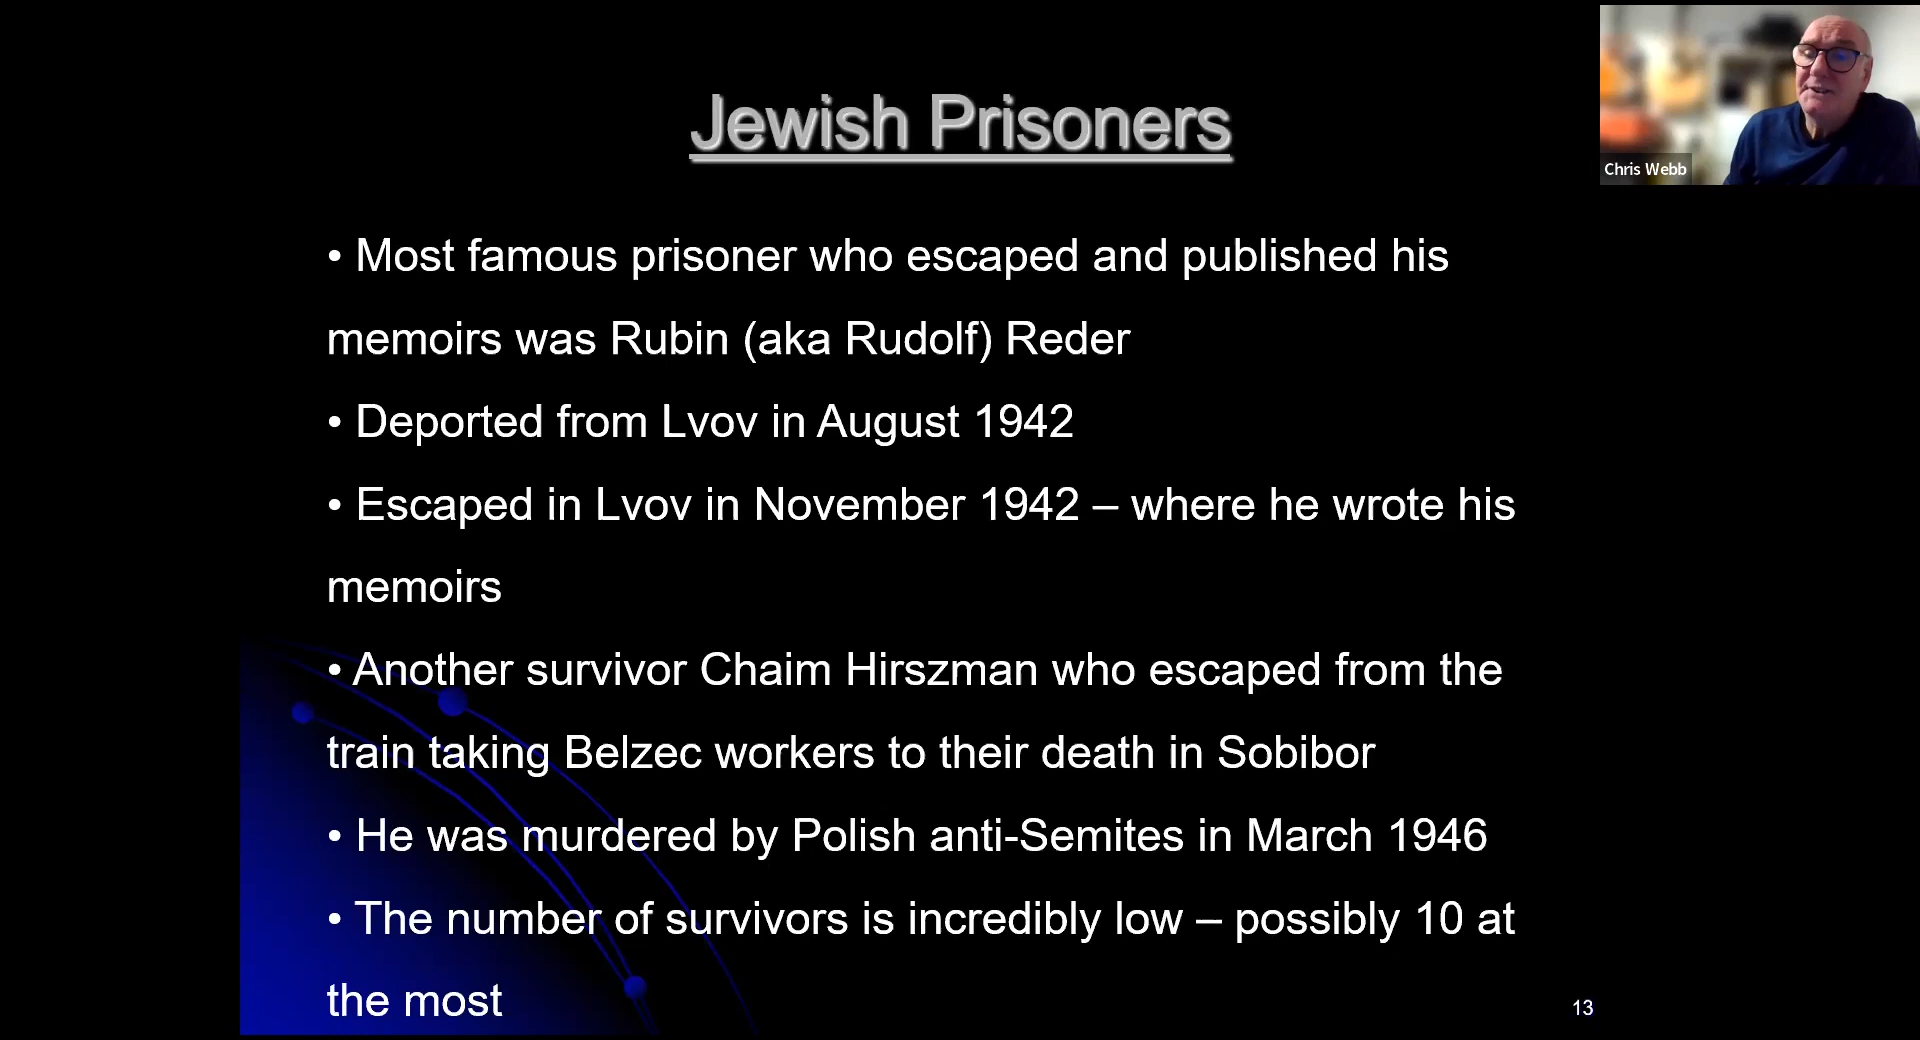 Jewish Prisoners
Chris Webb
• Most famous prisoner who escaped and published his
memoirs was Rubin (aka Rudolf) Reder
• Deported from Lvov in August 1942
• Escaped in Lvov in November 1942 – where he wrote his
memoirs
• Another survivor Chaim Hirszman who escaped from the
train taking Belzec workers to their death in Sobibor
• He was murdered by Polish anti-Semites in March 1946
• The number of survivors is incredibly low – possibly 10 at
the most
13